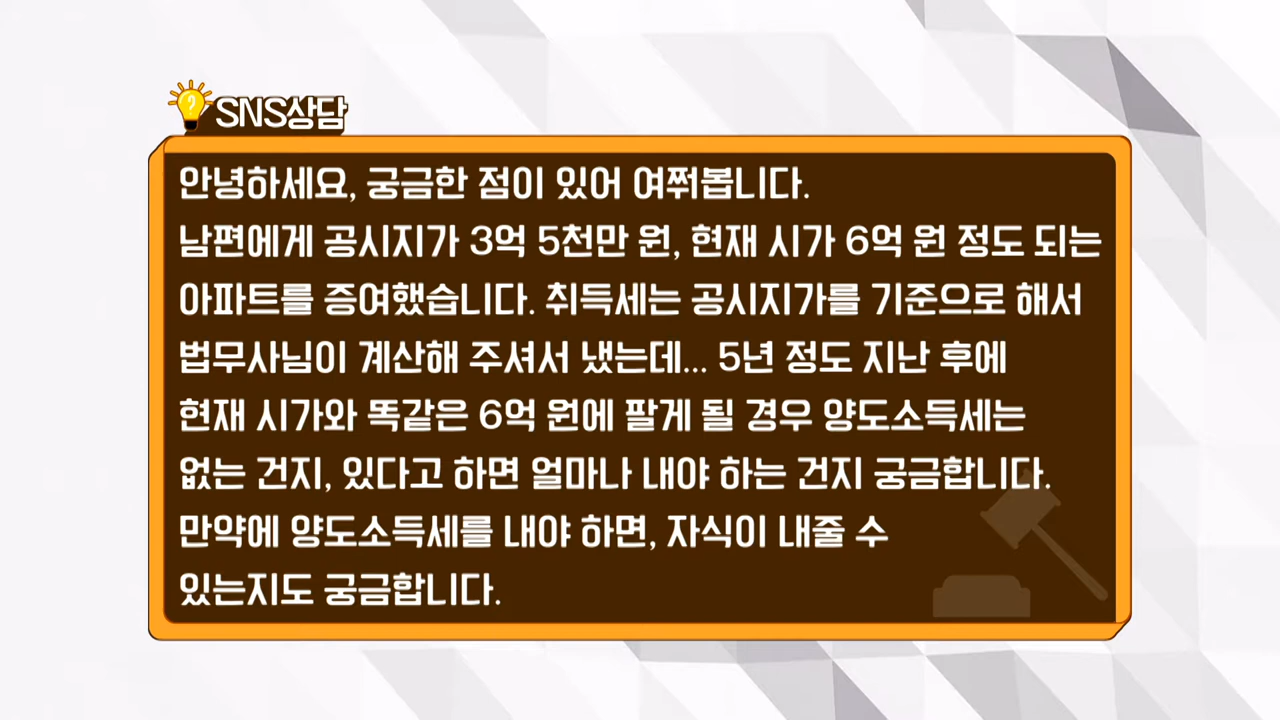 SNS상담
안녕하세요, 궁금한 점이 있어 여쭤봅니다.
남편에게 공시지가 3억 5천만 원, 현재 시가 6억 원 정도 되는
아파트를 증여했습니다. 취득세는 공시지가를 기준으로 해서
법무사님이 계산해 주셔서 냈는데... 5년 정도 지난 후에
현재 시가와 똑같은 6억 원에 팔게 될 경우 양도소득세는
없는 건지, 있다고 하면 얼마나 내야 하는 건지 궁금합니다.
만약에 양도소득세를 내야 하면, 자식이 내줄 수
있는지도 궁금합니다.